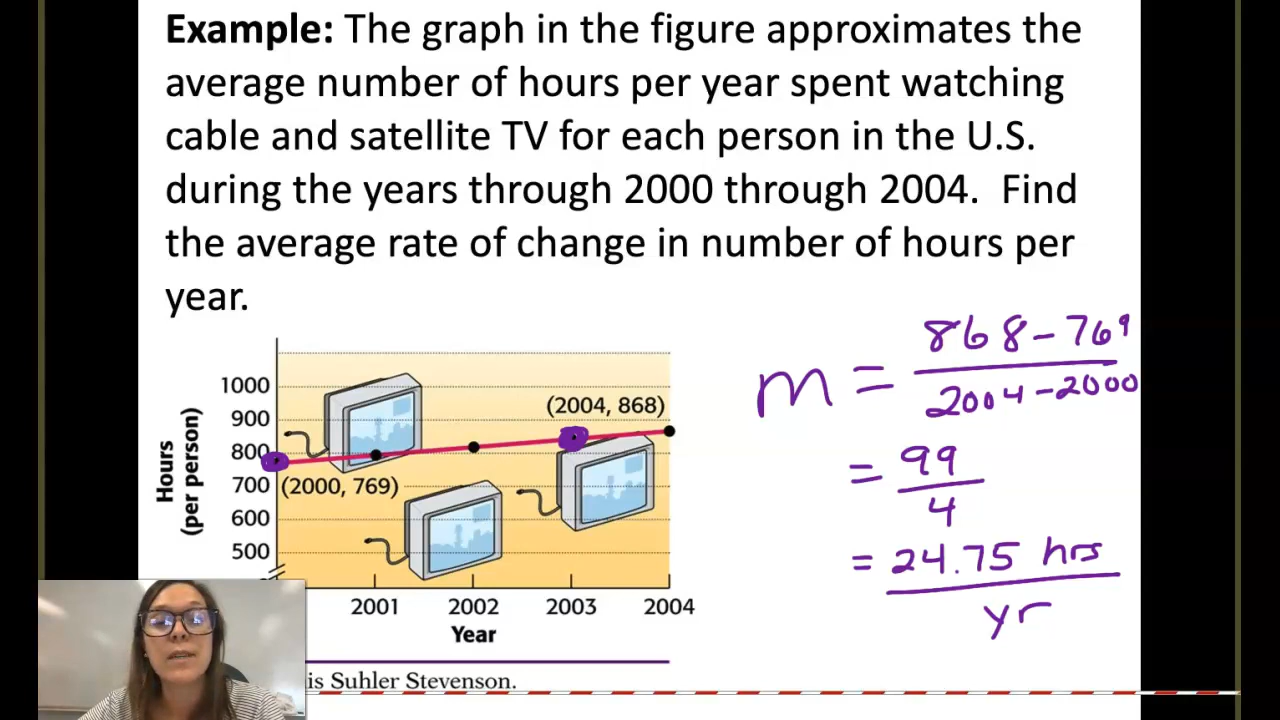 Example: The graph in the figure approximates the
average number of hours per year spent watching
cable and satellite TV for each person in the U.S.
during the years through 2000 through 2004. Find
the average rate of change in number of hours per
year.
1000
900
800
700
600
500
Hours
(per person)
(2004, 868)
(2000, 769)
2001 2002 2003 2004
Year
is Suhler Stevenson.
m = 868 - 769
2004 - 2000
= 99
4
= 24.75 hrs
yr